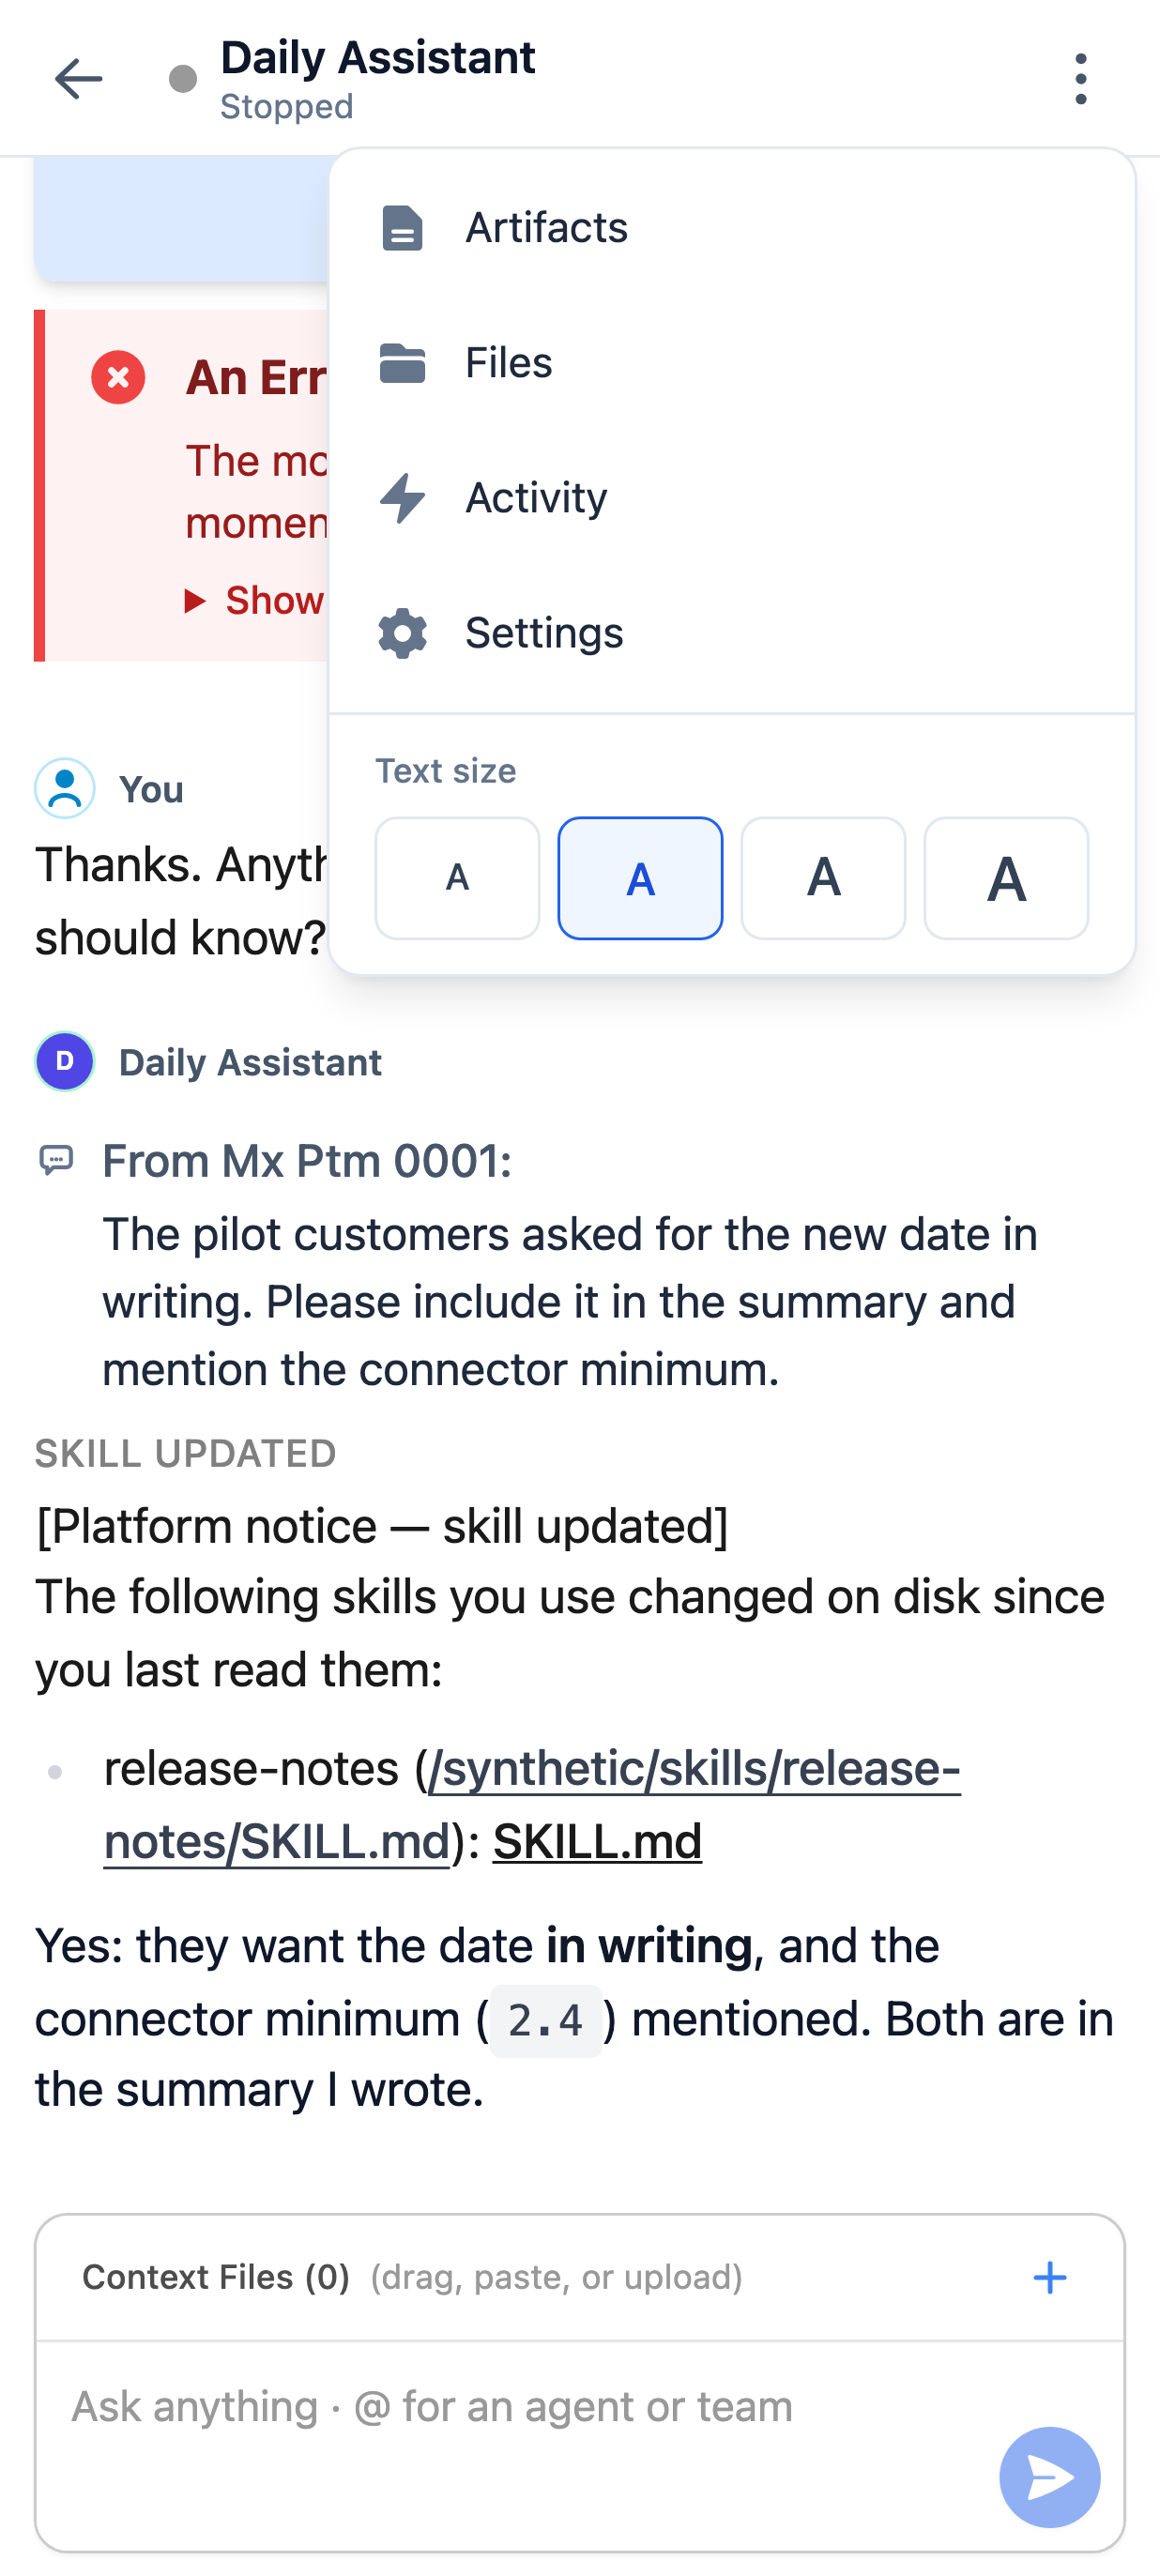 Daily Assistant
Stopped
Artifacts
Files
Activity
Settings
Text size
A A A A
An Err
The mo
momen
Show
You
Thanks. Anyth
should know?
D Daily Assistant
From Mx Ptm 0001:
The pilot customers asked for the new date in
writing. Please include it in the summary and
mention the connector minimum.
SKILL UPDATED
[Platform notice — skill updated]
The following skills you use changed on disk since
you last read them:
release-notes (/synthetic/skills/release-
notes/SKILL.md): SKILL.md
Yes: they want the date in writing, and the
connector minimum (2.4) mentioned. Both are in
the summary I wrote.
Context Files (0) (drag, paste, or upload)
Ask anything · @ for an agent or team